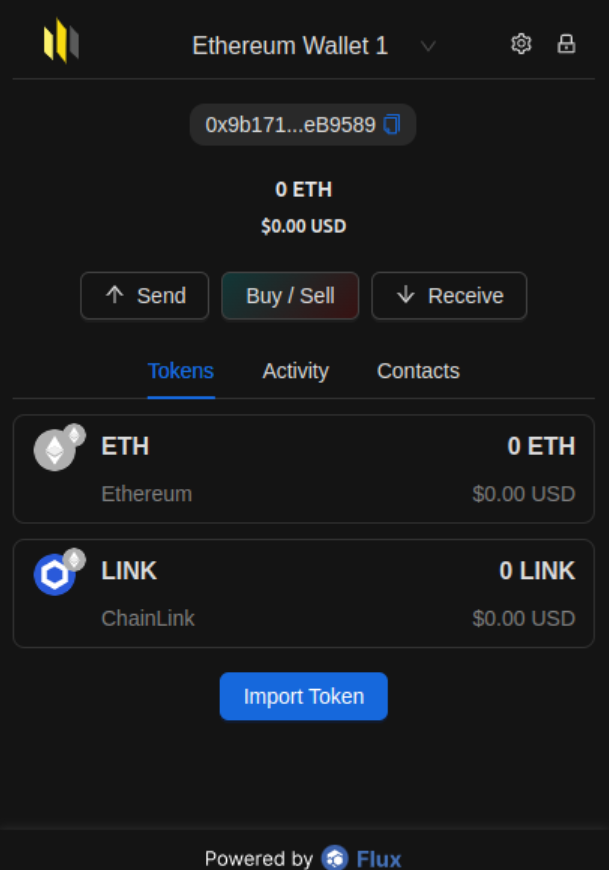 Ethereum Wallet 1
0x9b171...eB9589
0 ETH
$0.00 USD
Send Buy / Sell Receive
Tokens Activity Contacts
ETH 0 ETH
Ethereum $0.00 USD
LINK 0 LINK
ChainLink $0.00 USD
Import Token
Powered by Flux